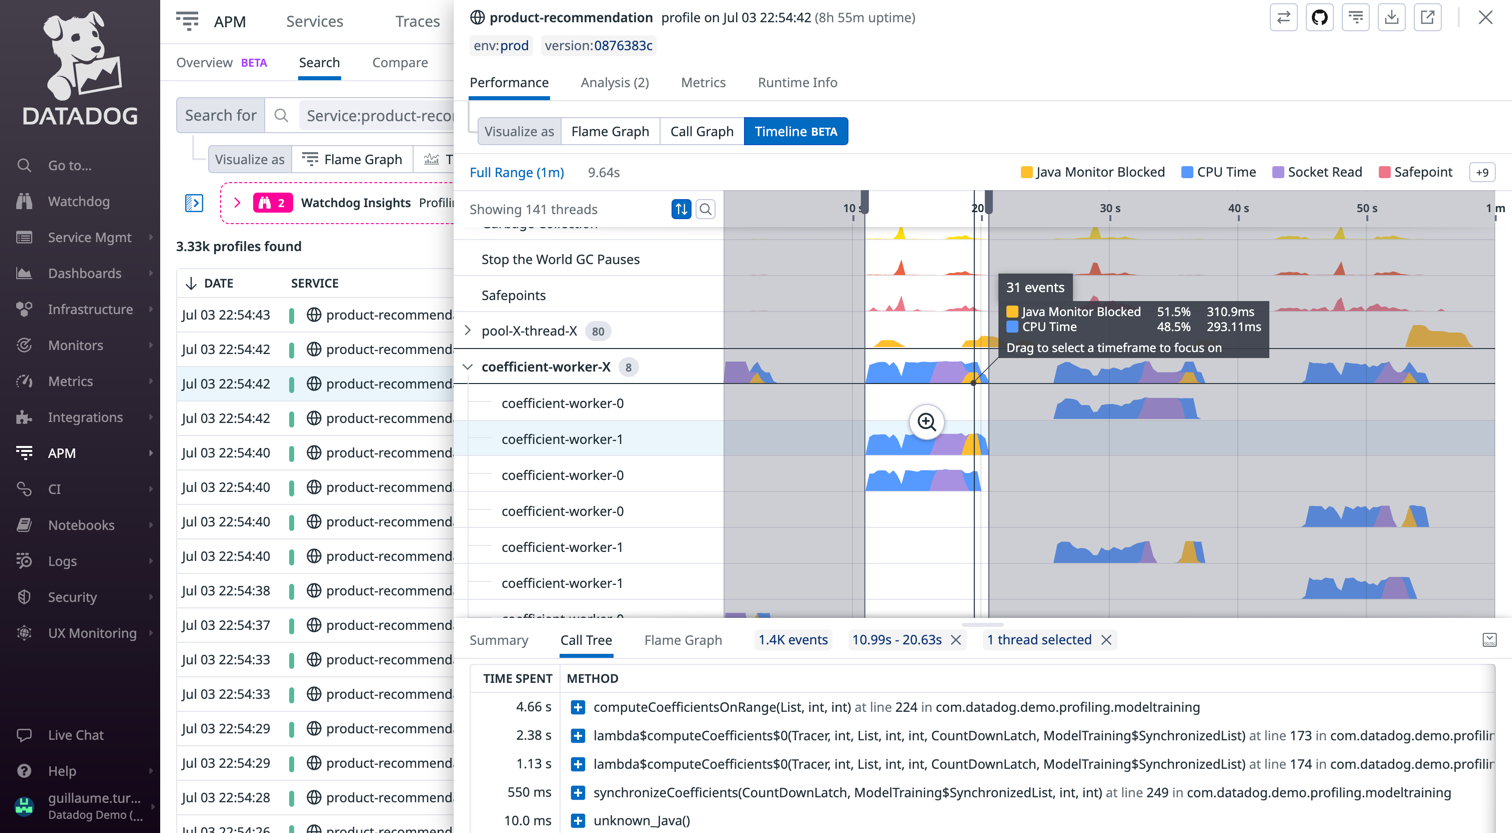 DATADOG
Go to...
Watchdog
Service Mgmt
Dashboards
Infrastructure
Monitors
Metrics
Integrations
APM
CI
Notebooks
Logs
Security
UX Monitoring
Live Chat
Help
guillaume.tur...
Datadog Demo (...
APM Services Traces
Overview BETA Search Compare
Search for Service:product-reco
Visualize as Flame Graph T
2 Watchdog Insights Profili
3.33k profiles found
DATE SERVICE
Jul 03 22:54:43 product-recommend
Jul 03 22:54:42 product-recommend
Jul 03 22:54:42 product-recommend
Jul 03 22:54:42 product-recommend
Jul 03 22:54:40 product-recommend
Jul 03 22:54:40 product-recommend
Jul 03 22:54:40 product-recommend
Jul 03 22:54:40 product-recommend
Jul 03 22:54:38 product-recommend
Jul 03 22:54:37 product-recommend
Jul 03 22:54:33 product-recommend
Jul 03 22:54:33 product-recommend
Jul 03 22:54:29 product-recommend
Jul 03 22:54:29 product-recommend
Jul 03 22:54:28 product-recommend
Jul 03 22:54:26 product-recommend
product-recommendation profile on Jul 03 22:54:42 (8h 55m uptime)
env:prod version:0876383c
Performance Analysis (2) Metrics Runtime Info
Visualize as Flame Graph Call Graph Timeline BETA
Full Range (1m) 9.64s Java Monitor Blocked CPU Time Socket Read Safepoint +9
Showing 141 threads 10 s 20 30 s 40 s 50 s 1 m
Garbage Collection
Stop the World GC Pauses
Safepoints
pool-X-thread-X 80
coefficient-worker-X 8
coefficient-worker-0
coefficient-worker-1
coefficient-worker-0
coefficient-worker-0
coefficient-worker-1
coefficient-worker-1
coefficient-worker-0
31 events
Java Monitor Blocked 51.5% 310.9ms
CPU Time 48.5% 293.11ms
Drag to select a timeframe to focus on
Summary Call Tree Flame Graph 1.4K events 10.99s - 20.63s 1 thread selected
TIME SPENT METHOD
4.66 s computeCoefficientsOnRange(List, int, int) at line 224 in com.datadog.demo.profiling.modeltraining
2.38 s lambda$computeCoefficients$0(Tracer, int, List, int, int, CountDownLatch, ModelTraining$SynchronizedList) at line 173 in com.datadog.demo.profilin
1.13 s lambda$computeCoefficients$0(Tracer, int, List, int, int, CountDownLatch, ModelTraining$SynchronizedList) at line 174 in com.datadog.demo.profilin
550 ms synchronizeCoefficients(CountDownLatch, ModelTraining$SynchronizedList, int, int) at line 249 in com.datadog.demo.profiling.modeltraining
10.0 ms unknown_Java()